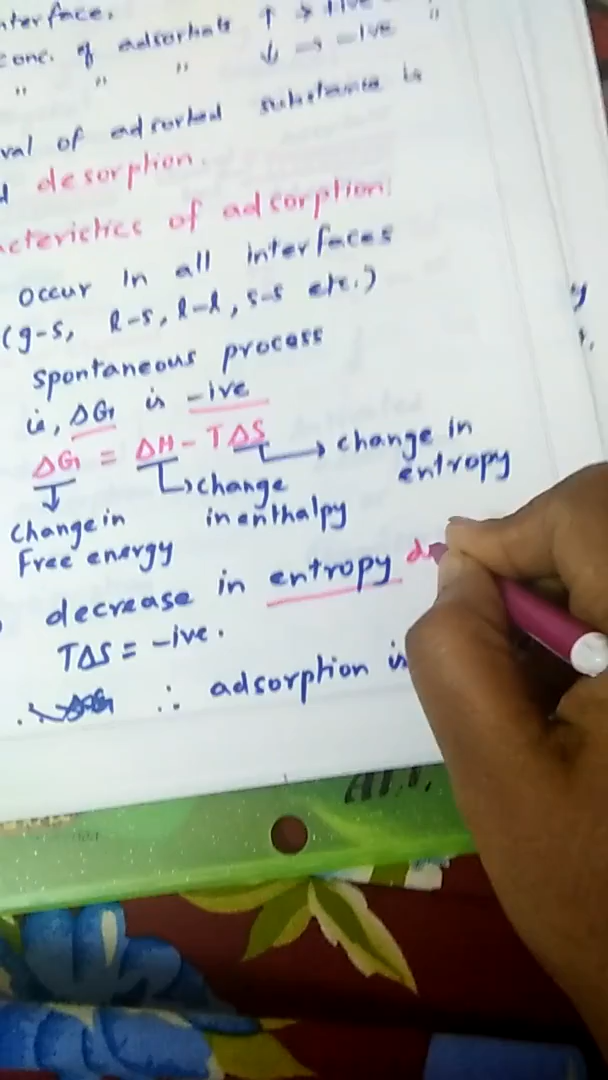 nterface.
conc. of adsorbate ↑ → +ive "
" " " ↓ → -ive
val of adsorbed substance is
desorption.
acteristics of adsorption:
occur in all interfaces
(g-s, l-s, l-l, s-s etc.)
spontaneous process
ie, ΔG is -ive
ΔG = ΔH - TΔS → change in entropy
↳ change in enthalpy
change in Free energy
decrease in entropy
TΔS = -ive.
∴ adsorption is